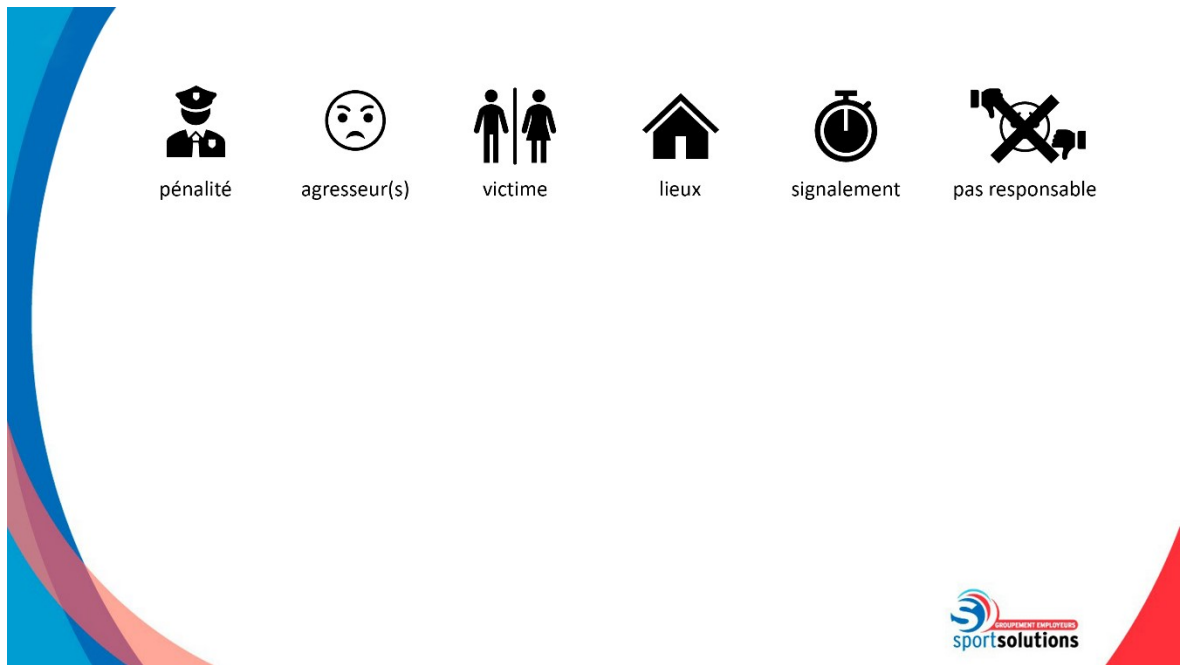 pénalité
agresseur(s)
victime
lieux
signalement
pas responsable
S
GROUPEMENT EMPLOYEURS
sportsolutions